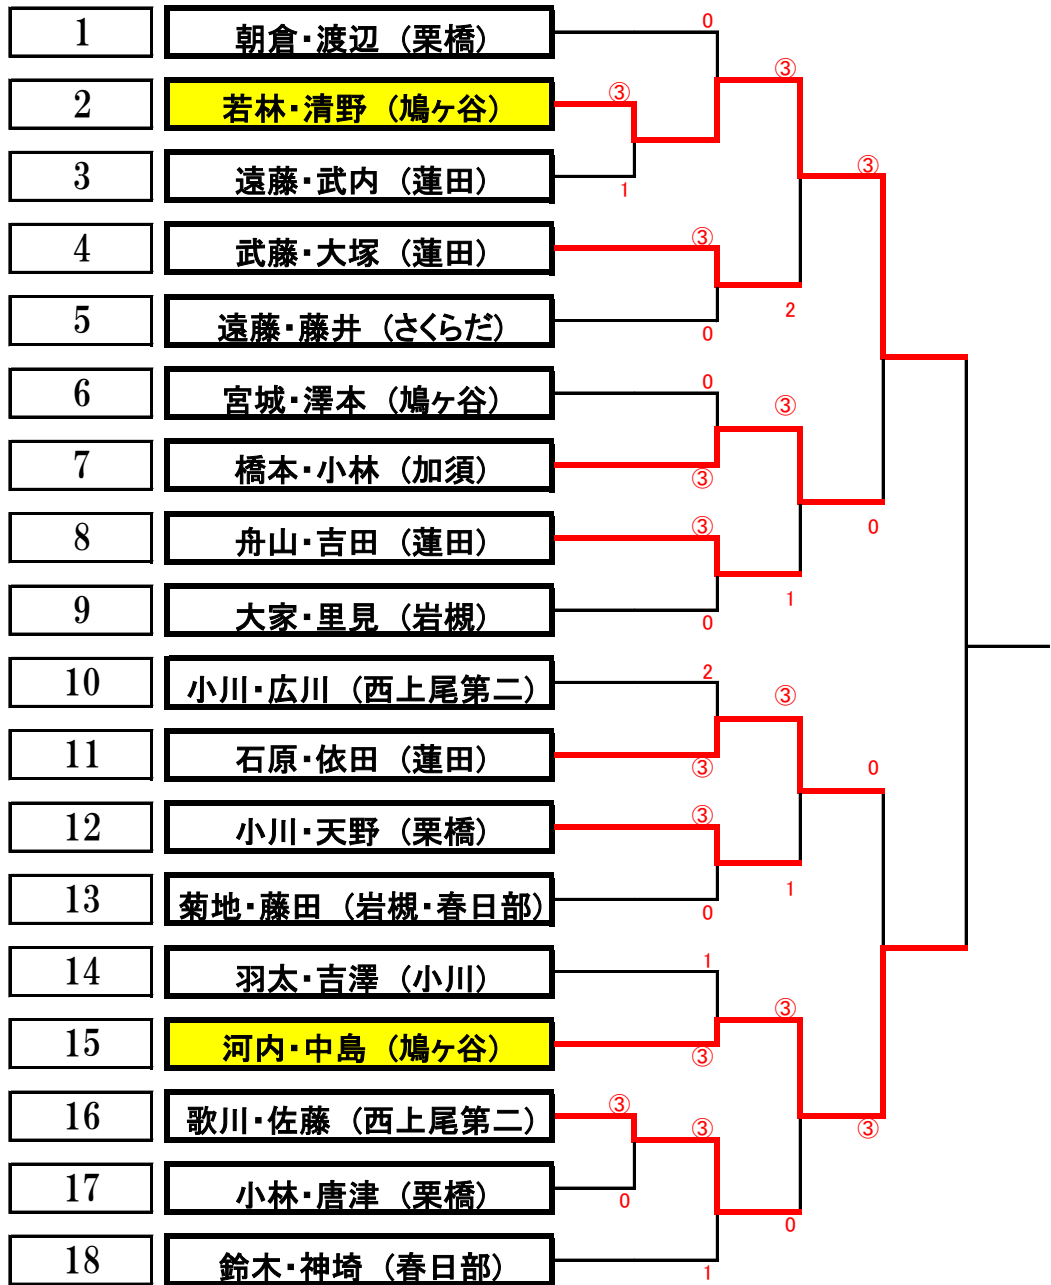 0
1 朝倉・渡辺 (栗橋)
③
2 若林・清野 (鳩ヶ谷) ③
③
3 遠藤・武内 (蓮田) 1
③
4 武藤・大塚 (蓮田)
2
5 遠藤・藤井 (さくらだ) 0
0
6 宮城・澤本 (鳩ヶ谷) ③
7 橋本・小林 (加須) ③
③ 0
8 舟山・吉田 (蓮田)
1
9 大家・里見 (岩槻) 0
2
10 小川・広川 (西上尾第二) ③
11 石原・依田 (蓮田) ③ 0
③
12 小川・天野 (栗橋)
1
13 菊地・藤田 (岩槻・春日部) 0
1
14 羽太・吉澤 (小川)
③
15 河内・中島 (鳩ヶ谷) ③
③
16 歌川・佐藤 (西上尾第二) ③ ③
17 小林・唐津 (栗橋) 0
0
18 鈴木・神埼 (春日部) 1